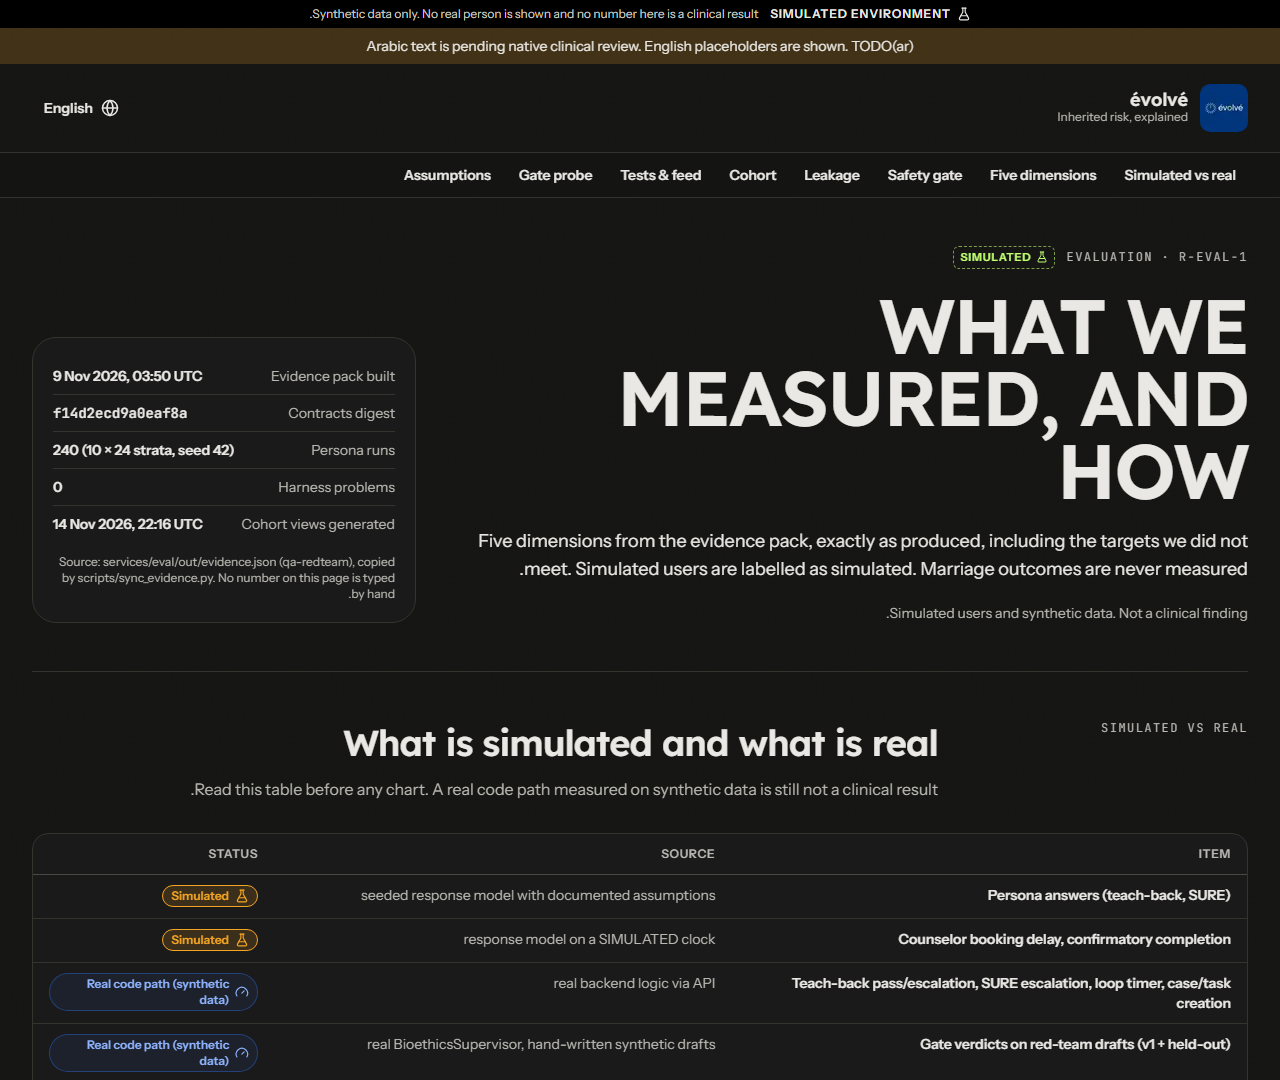 SIMULATED ENVIRONMENT Synthetic data only. No real person is shown and no number here is a clinical result.
Arabic text is pending native clinical review. English placeholders are shown. TODO(ar)
évolvé
évolvé
Inherited risk, explained
English
Simulated vs real
Five dimensions
Safety gate
Leakage
Cohort
Tests & feed
Gate probe
Assumptions
EVALUATION · R-EVAL-1
SIMULATED
WHAT WE
MEASURED, AND
HOW
Five dimensions from the evidence pack, exactly as produced, including the targets we did not
meet. Simulated users are labelled as simulated. Marriage outcomes are never measured.
Simulated users and synthetic data. Not a clinical finding.
Evidence pack built 9 Nov 2026, 03:50 UTC
Contracts digest f14d2ecd9a0eaf8a
Persona runs 240 (10 × 24 strata, seed 42)
Harness problems 0
Cohort views generated 14 Nov 2026, 22:16 UTC
Source: services/eval/out/evidence.json (qa-redteam), copied
by scripts/sync_evidence.py. No number on this page is typed
by hand.
SIMULATED VS REAL
What is simulated and what is real
Read this table before any chart. A real code path measured on synthetic data is still not a clinical result.
ITEM SOURCE STATUS
Persona answers (teach-back, SURE) seeded response model with documented assumptions Simulated
Counselor booking delay, confirmatory completion response model on a SIMULATED clock Simulated
Teach-back pass/escalation, SURE escalation, loop timer, case/task
creation
real backend logic via API
Real code path (synthetic
data)
Gate verdicts on red-team drafts (v1 + held-out) real BioethicsSupervisor, hand-written synthetic drafts
Real code path (synthetic
data)